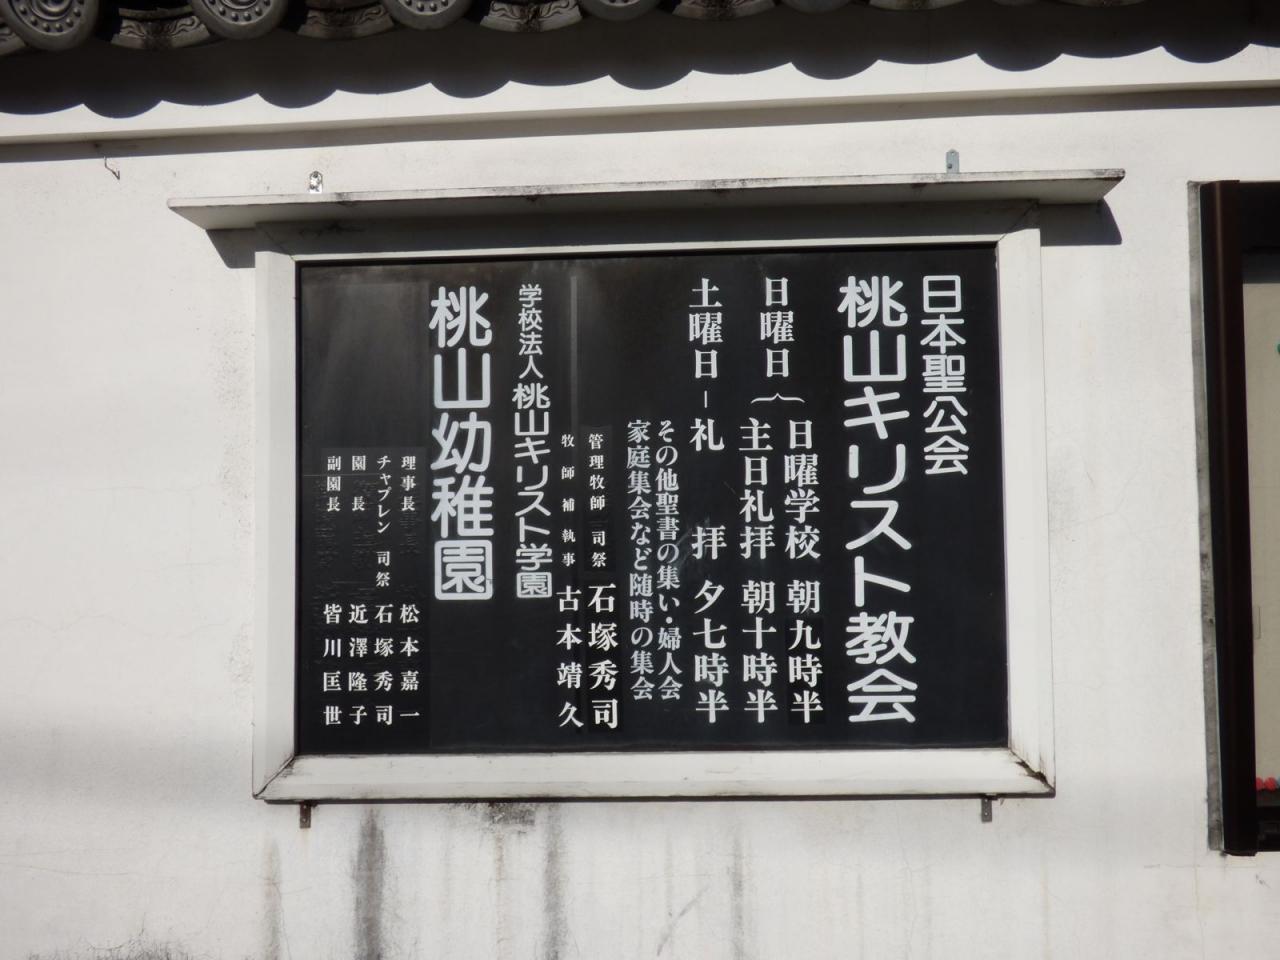 日本聖公会
桃山キリスト教会
日曜日{日曜学校 朝九時半
主日礼拝 朝十時半
土曜日-礼 拝 夕七時半
その他聖書の集い・婦人会
家庭集会など随時の集会
管理牧師 司祭 石塚秀司
牧師補 執事 古本靖久
学校法人 桃山キリスト学園
桃山幼稚園
理事長 松本嘉一
チャプレン 司祭 石塚秀司
園長 近澤隆子
副園長 皆川匡世